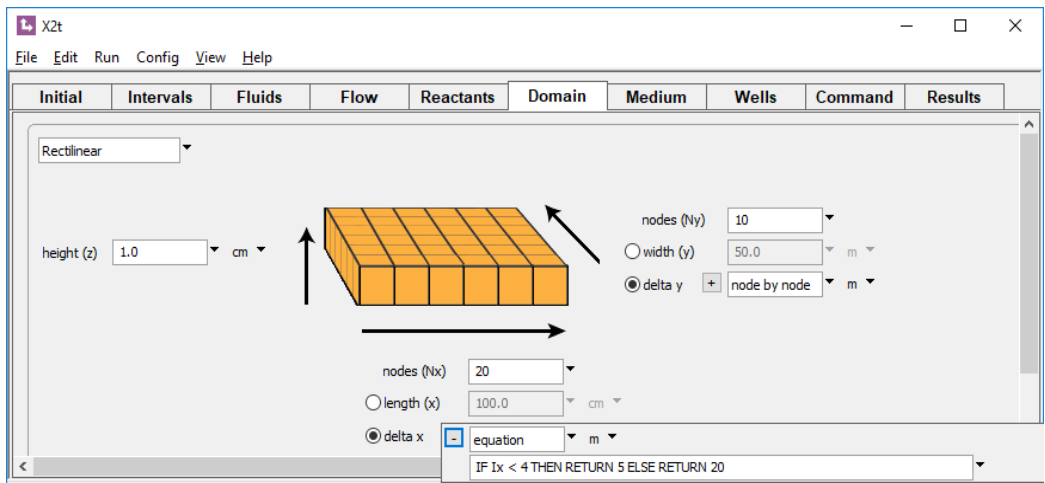 X2t
File Edit Run Config View Help
Initial Intervals Fluids Flow Reactants Domain Medium Wells Command Results
Rectilinear
height (z) 1.0 cm
nodes (Ny) 10
width (y) 50.0 m
delta y + node by node m
nodes (Nx) 20
length (x) 100.0 cm
delta x - equation m
IF Ix < 4 THEN RETURN 5 ELSE RETURN 20